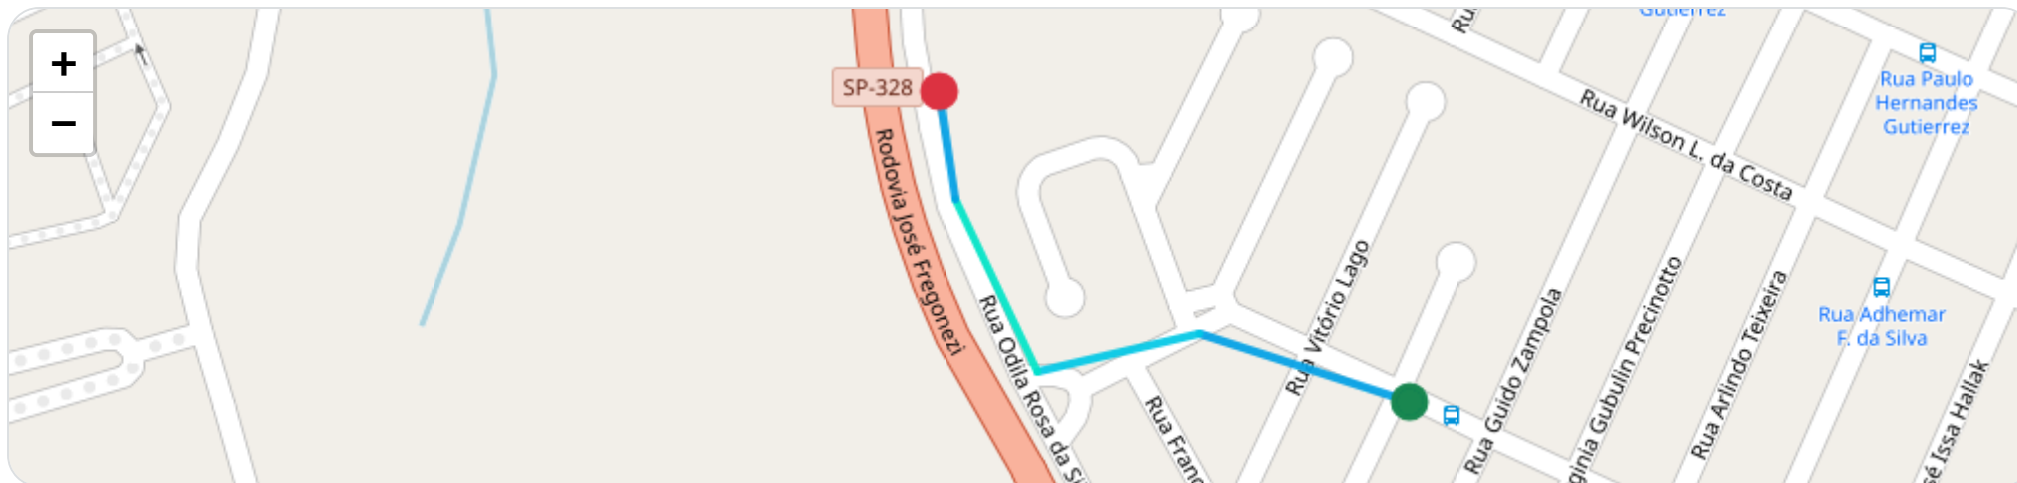 +
−
SP-328
Rodovia José Fregonezi
Rua Odila Rosa da Si
Rua Franc
Rua Vitório Lago
Rua Guido Zampola
ginia Gubulin Precinotto
Rua Arlindo Teixeira
sé Issa Hallak
Rua Wilson L. da Costa
Ru
Gutierrez
Rua Paulo
Hernandes
Gutierrez
Rua Adhemar
F. da Silva